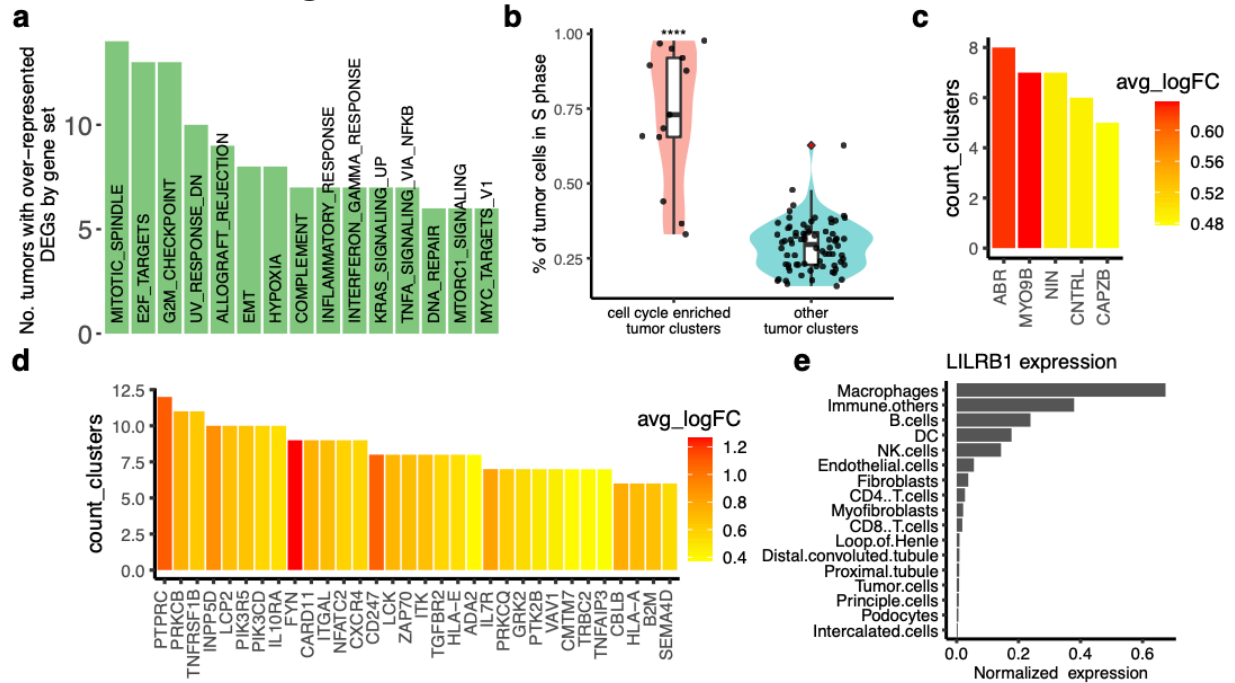 a
No. tumors with over-represented
DEGs by gene set
10
5
0
MITOTIC_SPINDLE
E2F_TARGETS
G2M_CHECKPOINT
UV_RESPONSE_DN
ALLOGRAFT_REJECTION
EMT
HYPOXIA
COMPLEMENT
INFLAMMATORY_RESPONSE
INTERFERON_GAMMA_RESPONSE
KRAS_SIGNALING_UP
TNFA_SIGNALING_VIA_NFKB
DNA_REPAIR
MTORC1_SIGNALING
MYC_TARGETS_V1
b
% of tumor cells in S phase
1.00
0.75
0.50
0.25
****
cell cycle enriched
tumor clusters
other
tumor clusters
c
count_clusters
8
6
4
2
0
ABR
MYO9B
NIN
CNTRL
CAPZB
avg_logFC
0.60
0.56
0.52
0.48
d
count_clusters
12.5
10.0
7.5
5.0
2.5
0.0
PTPRC
PRKCB
TNFRSF1B
INPP5D
LCP2
PIK3R5
PIK3CD
IL10RA
FYN
CARD11
ITGAL
NFATC2
CXCR4
CD247
LCK
ZAP70
ITK
TGFBR2
HLA-E
ADA2
IL7R
PRKCQ
GRK2
PTK2B
VAV1
CMTM7
TRBC2
TNFAIP3
CBLB
HLA-A
B2M
SEMA4D
avg_logFC
1.2
1.0
0.8
0.6
0.4
e
LILRB1 expression
Macrophages
Immune.others
B.cells
DC
NK.cells
Endothelial.cells
Fibroblasts
CD4..T.cells
Myofibroblasts
CD8..T.cells
Loop.of.Henle
Distal.convoluted.tubule
Proximal.tubule
Tumor.cells
Principle.cells
Podocytes
Intercalated.cells
0.0 0.2 0.4 0.6
Normalized expression